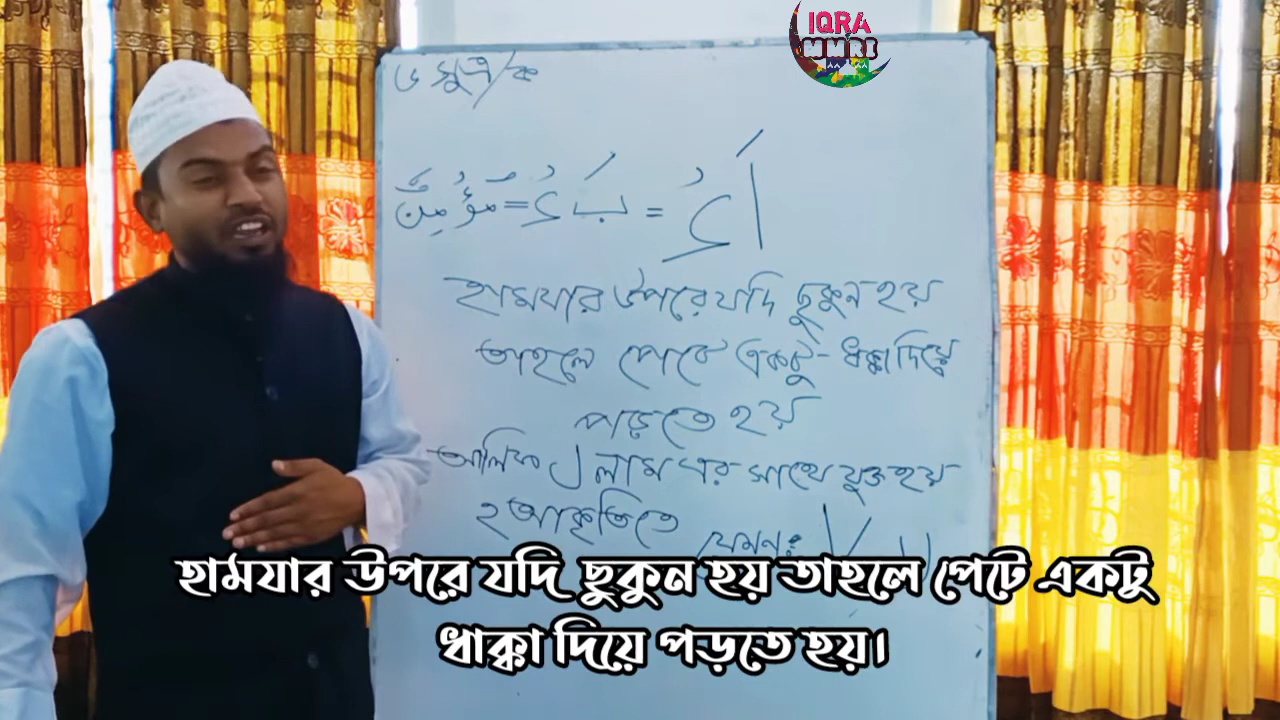 IQRA
MMRI
৬ সুত্র/ক
أَءْ = بَءْ = مُؤْمِنٌ
হামযার উপরে যদি ছুকুন হয়
তাহলে পেটে একটু ধাক্কা দিয়ে
পড়তে হয়
আলিফ ل লাম এর সাথে যুক্ত হয়
২ আকৃতিতে যেমনঃ
হামযার উপরে যদি ছুকুন হয় তাহলে পেটে একটু
ধাক্কা দিয়ে পড়তে হয়।